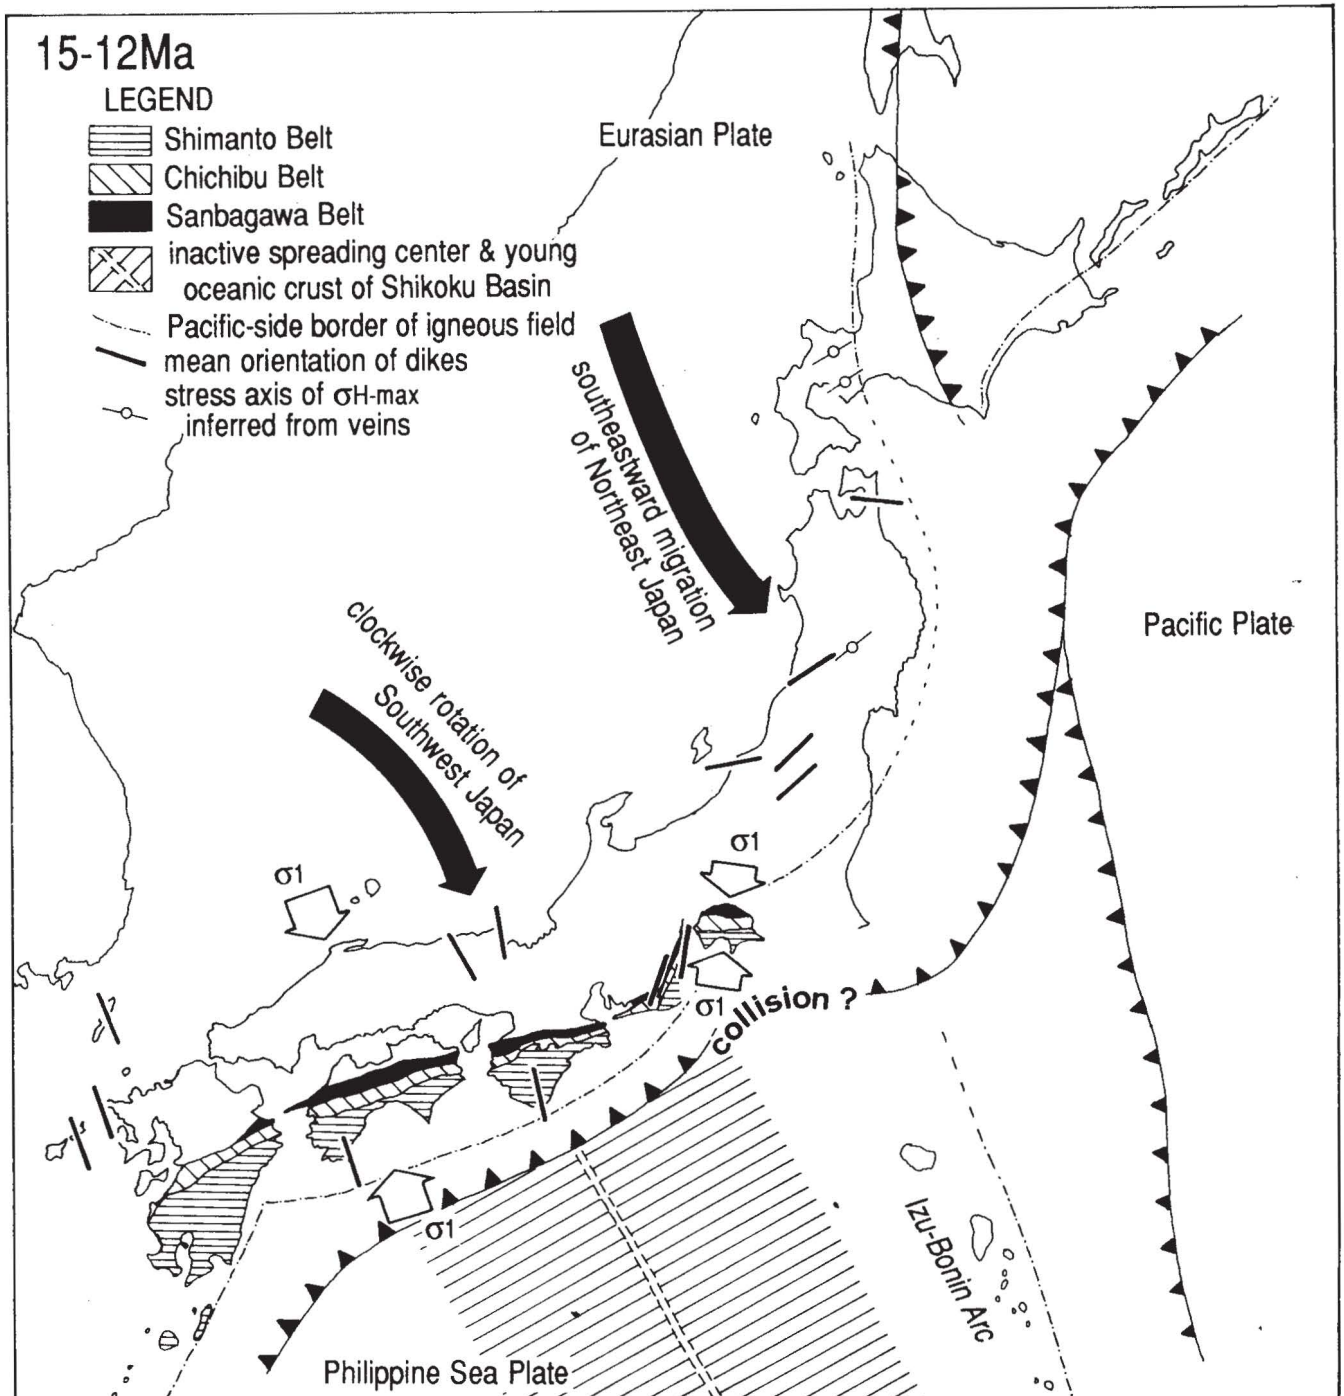 15-12Ma
LEGEND
Shimanto Belt
Chichibu Belt
Sanbagawa Belt
inactive spreading center & young
oceanic crust of Shikoku Basin
Pacific-side border of igneous field
mean orientation of dikes
stress axis of σH-max
inferred from veins
Eurasian Plate
southeastward migration
of Northeast Japan
Pacific Plate
clockwise rotation of
Southwest Japan
σ1
σ1
σ1
collision ?
σ1
Izu-Bonin Arc
Philippine Sea Plate